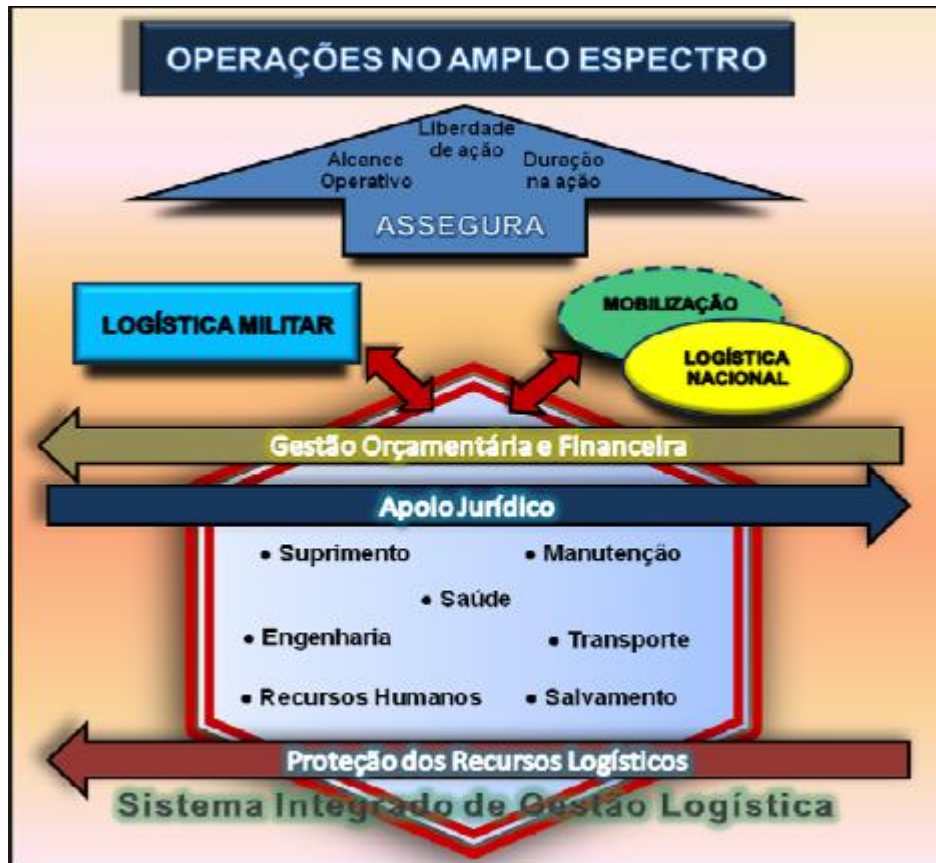 OPERAÇÕES NO AMPLO ESPECTRO
Liberdade
de ação
Alcance
Operativo
Duração
na ação
ASSEGURA
LOGÍSTICA MILITAR
MOBILIZAÇÃO
LOGÍSTICA
NACIONAL
Gestão Orçamentária e Financeira
Apoio Jurídico
• Suprimento
• Manutenção
• Saúde
• Engenharia
• Transporte
• Recursos Humanos
• Salvamento
Proteção dos Recursos Logísticos
Sistema Integrado de Gestão Logística